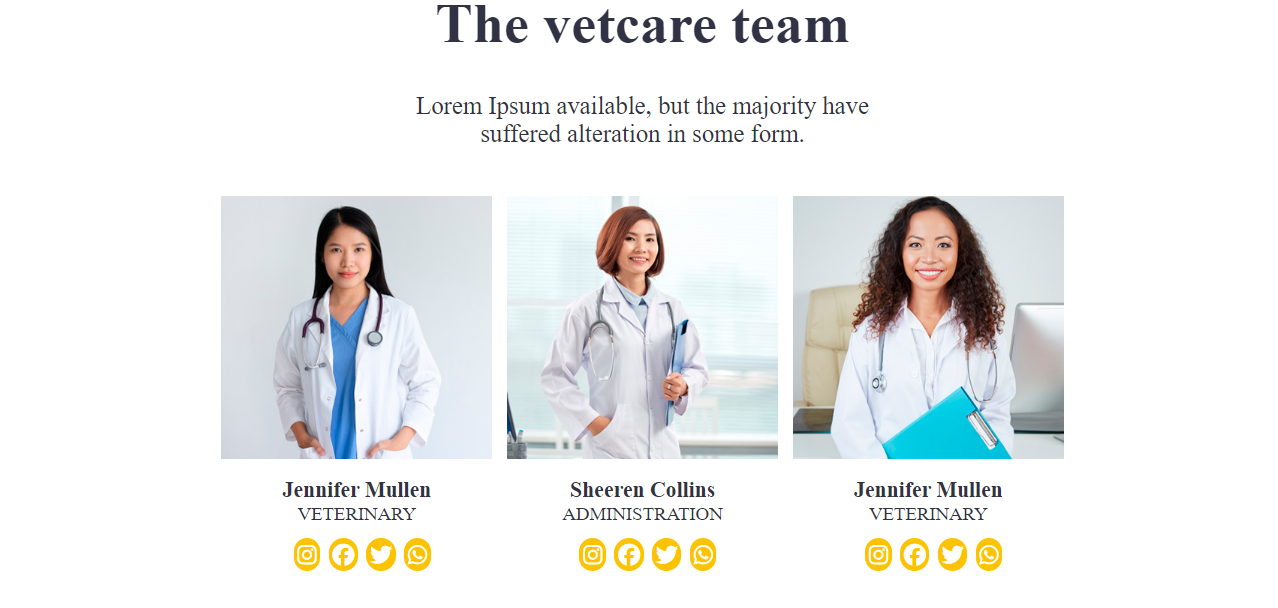 The vetcare team
Lorem Ipsum available, but the majority have
suffered alteration in some form.
Jennifer Mullen
VETERINARY
Sheeren Collins
ADMINISTRATION
Jennifer Mullen
VETERINARY